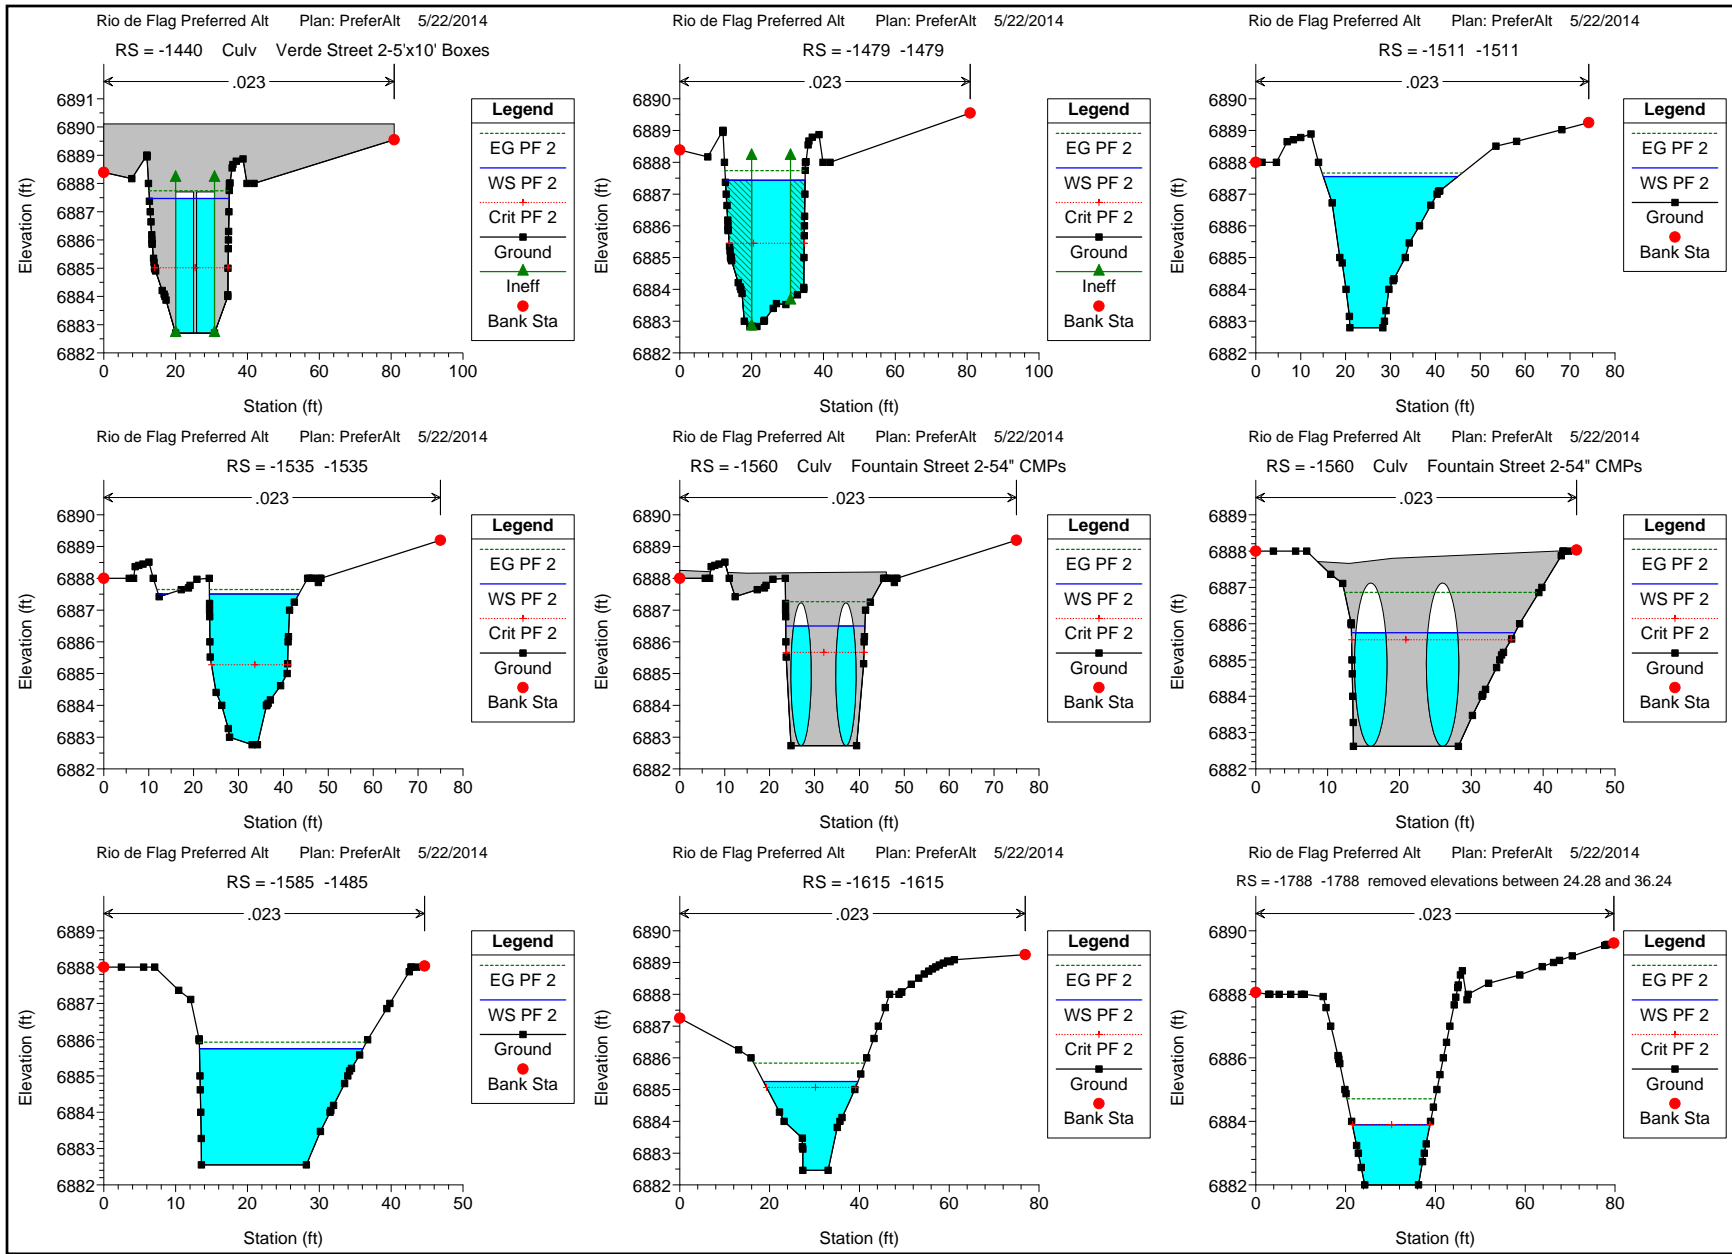 Rio de Flag Preferred Alt Plan: PreferAlt 5/22/2014
RS = -1440 Culv Verde Street 2-5'x10' Boxes
.023
6891
6890
6889
6888
6887
6886
6885
6884
6883
6882
Elevation (ft)
0 20 40 60 80 100
Station (ft)
Legend
EG PF 2
WS PF 2
Crit PF 2
Ground
Ineff
Bank Sta
Rio de Flag Preferred Alt Plan: PreferAlt 5/22/2014
RS = -1479 -1479
.023
6890
6889
6888
6887
6886
6885
6884
6883
6882
Elevation (ft)
0 20 40 60 80 100
Station (ft)
Legend
EG PF 2
WS PF 2
Crit PF 2
Ground
Ineff
Bank Sta
Rio de Flag Preferred Alt Plan: PreferAlt 5/22/2014
RS = -1511 -1511
.023
6890
6889
6888
6887
6886
6885
6884
6883
6882
Elevation (ft)
0 10 20 30 40 50 60 70 80
Station (ft)
Legend
EG PF 2
WS PF 2
Ground
Bank Sta
Rio de Flag Preferred Alt Plan: PreferAlt 5/22/2014
RS = -1535 -1535
.023
6890
6889
6888
6887
6886
6885
6884
6883
6882
Elevation (ft)
0 10 20 30 40 50 60 70 80
Station (ft)
Legend
EG PF 2
WS PF 2
Crit PF 2
Ground
Bank Sta
Rio de Flag Preferred Alt Plan: PreferAlt 5/22/2014
RS = -1560 Culv Fountain Street 2-54" CMPs
.023
6890
6889
6888
6887
6886
6885
6884
6883
6882
Elevation (ft)
0 10 20 30 40 50 60 70 80
Station (ft)
Legend
EG PF 2
WS PF 2
Crit PF 2
Ground
Bank Sta
Rio de Flag Preferred Alt Plan: PreferAlt 5/22/2014
RS = -1560 Culv Fountain Street 2-54" CMPs
.023
6889
6888
6887
6886
6885
6884
6883
6882
Elevation (ft)
0 10 20 30 40 50
Station (ft)
Legend
EG PF 2
WS PF 2
Crit PF 2
Ground
Bank Sta
Rio de Flag Preferred Alt Plan: PreferAlt 5/22/2014
RS = -1585 -1485
.023
6889
6888
6887
6886
6885
6884
6883
6882
Elevation (ft)
0 10 20 30 40 50
Station (ft)
Legend
EG PF 2
WS PF 2
Ground
Bank Sta
Rio de Flag Preferred Alt Plan: PreferAlt 5/22/2014
RS = -1615 -1615
.023
6890
6889
6888
6887
6886
6885
6884
6883
6882
Elevation (ft)
0 20 40 60 80
Station (ft)
Legend
EG PF 2
WS PF 2
Crit PF 2
Ground
Bank Sta
Rio de Flag Preferred Alt Plan: PreferAlt 5/22/2014
RS = -1788 -1788 removed elevations between 24.28 and 36.24
.023
6890
6889
6888
6887
6886
6885
6884
6883
6882
Elevation (ft)
0 20 40 60 80
Station (ft)
Legend
EG PF 2
WS PF 2
Crit PF 2
Ground
Bank Sta